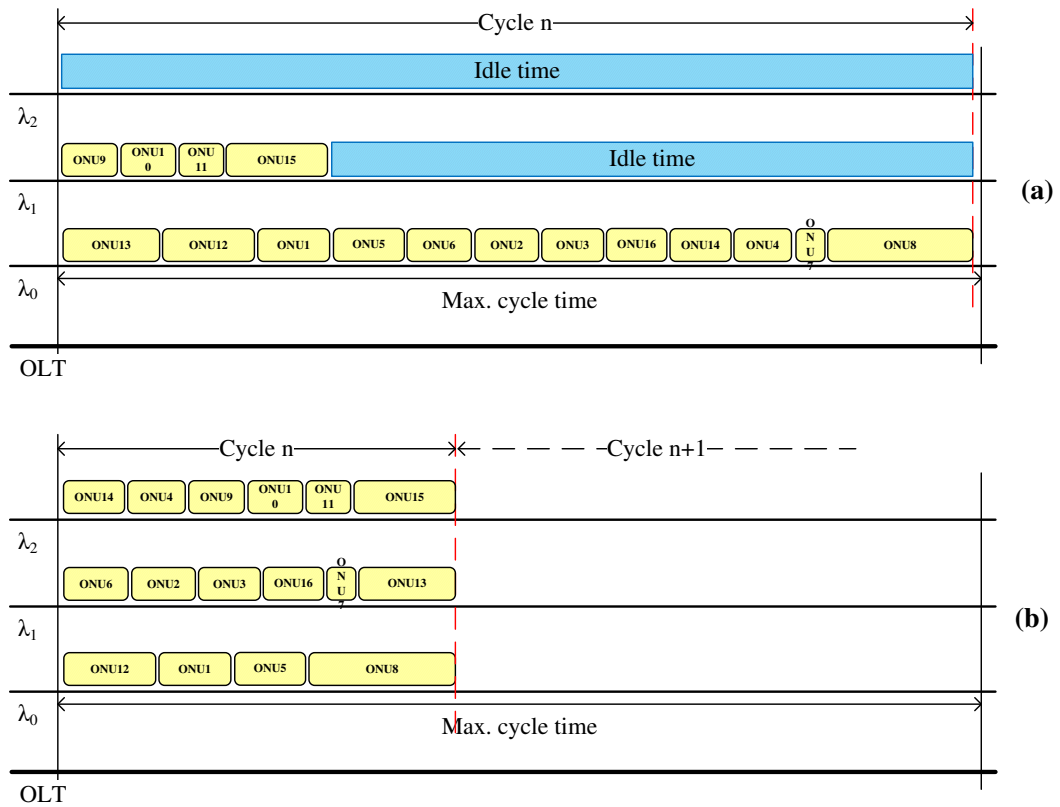 Cycle n
Idle time
λ2
ONU9 ONU1 ONU ONU15 Idle time
0 11
λ1
(a)
ONU13 ONU12 ONU1 ONU5 ONU6 ONU2 ONU3 ONU16 ONU14 ONU4 O ONU8
N
U
7
λ0
Max. cycle time
OLT
Cycle n Cycle n+1
ONU14 ONU4 ONU9 ONU1 ONU ONU15
0 11
λ2
ONU6 ONU2 ONU3 ONU16 O ONU13
N
U
7
λ1
(b)
ONU12 ONU1 ONU5 ONU8
λ0
Max. cycle time
OLT